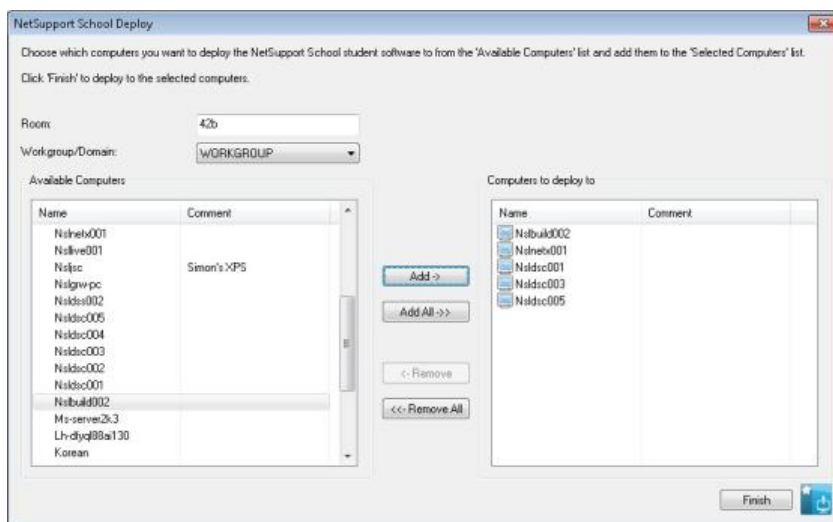 NetSupport School Deploy
Choose which computers you want to deploy the NetSupport School student software to from the 'Available Computers' list and add them to the 'Selected Computers' list.
Click 'Finish' to deploy to the selected computers.
Room: 42b
Workgroup/Domain: WORKGROUP
Available Computers
Name Comment
Nslnetx001
Nsllive001
Nsljsc Simon's XPS
Nslgrw-pc
Nsldss002
Nsldsc005
Nsldsc004
Nsldsc003
Nsldsc002
Nsldsc001
Nslbuild002
Ms-server2k3
Korean
Add ->
Add All ->>
<- Remove
<<- Remove All
Computers to deploy to
Name Comment
Nslbuild002
Nslnetx001
Nsldsc001
Nsldsc003
Nsldsc005
Finish